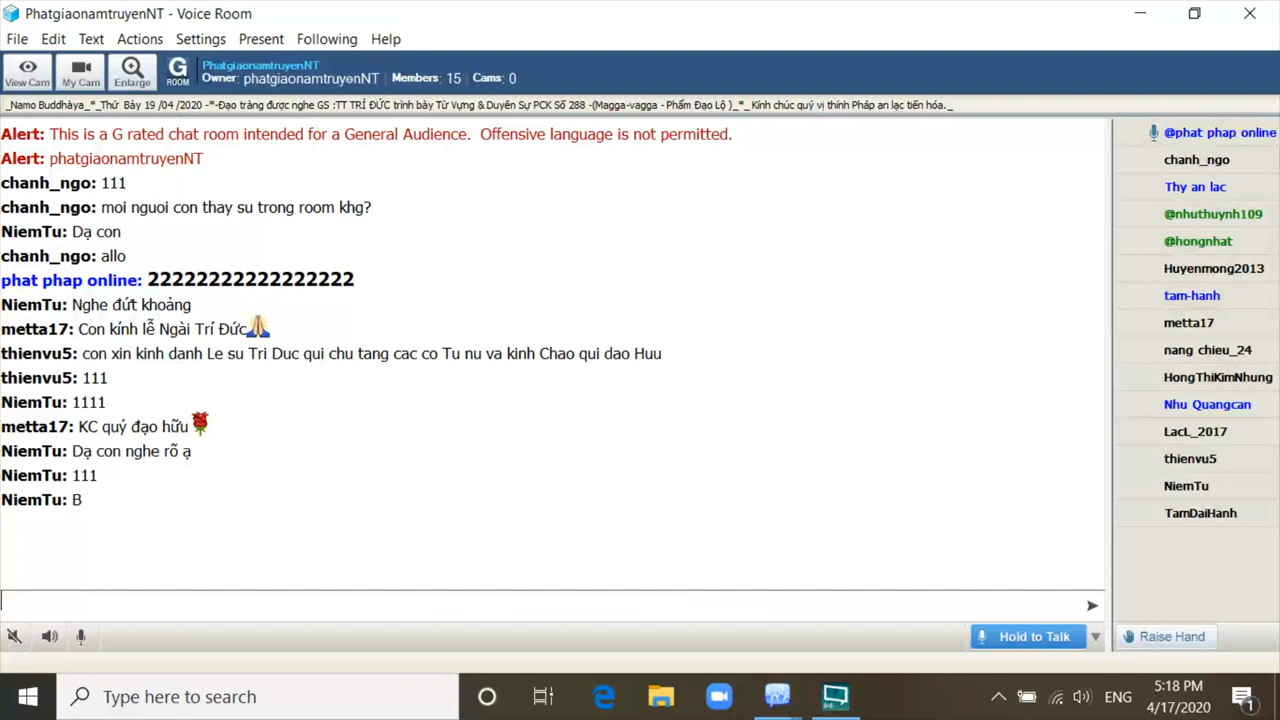 PhatgiaonamtruyenNT - Voice Room
File Edit Text Actions Settings Present Following Help
View Cam
My Cam
Enlarge
G
ROOM
PhatgiaonamtruyenNT
Owner: phatgiaonamtruyenNT Members: 15 Cams: 0
_Namo Buddhàya_*_Thứ Bảy 19 /04 /2020 -*-Đạo tràng được nghe GS :TT TRÍ ĐỨC trình bày Từ Vựng & Duyên Sự PCK Số 288 -(Magga-vagga - Phẩm Đạo Lộ )_*_ Kính chúc quý vị thính Pháp an lạc tiến hóa._
Alert: This is a G rated chat room intended for a General Audience. Offensive language is not permitted.
Alert: phatgiaonamtruyenNT
chanh_ngo: 111
chanh_ngo: moi nguoi con thay su trong room khg?
NiemTu: Dạ con
chanh_ngo: allo
phat phap online: 22222222222222222
NiemTu: Nghe đứt khoảng
metta17: Con kính lễ Ngài Trí Đức
thienvu5: con xin kinh danh Le su Tri Duc qui chu tang cac co Tu nu va kinh Chao qui dao Huu
thienvu5: 111
NiemTu: 1111
metta17: KC quý đạo hữu
NiemTu: Dạ con nghe rõ ạ
NiemTu: 111
NiemTu: B
@phat phap online
chanh_ngo
Thy an lac
@nhuthuynh109
@hongnhat
Huyenmong2013
tam-hanh
metta17
nang chieu_24
HongThiKimNhung
Nhu Quangcan
LacL_2017
thienvu5
NiemTu
TamDaiHanh
Hold to Talk
Raise Hand
Type here to search
ENG
5:18 PM
4/17/2020
1